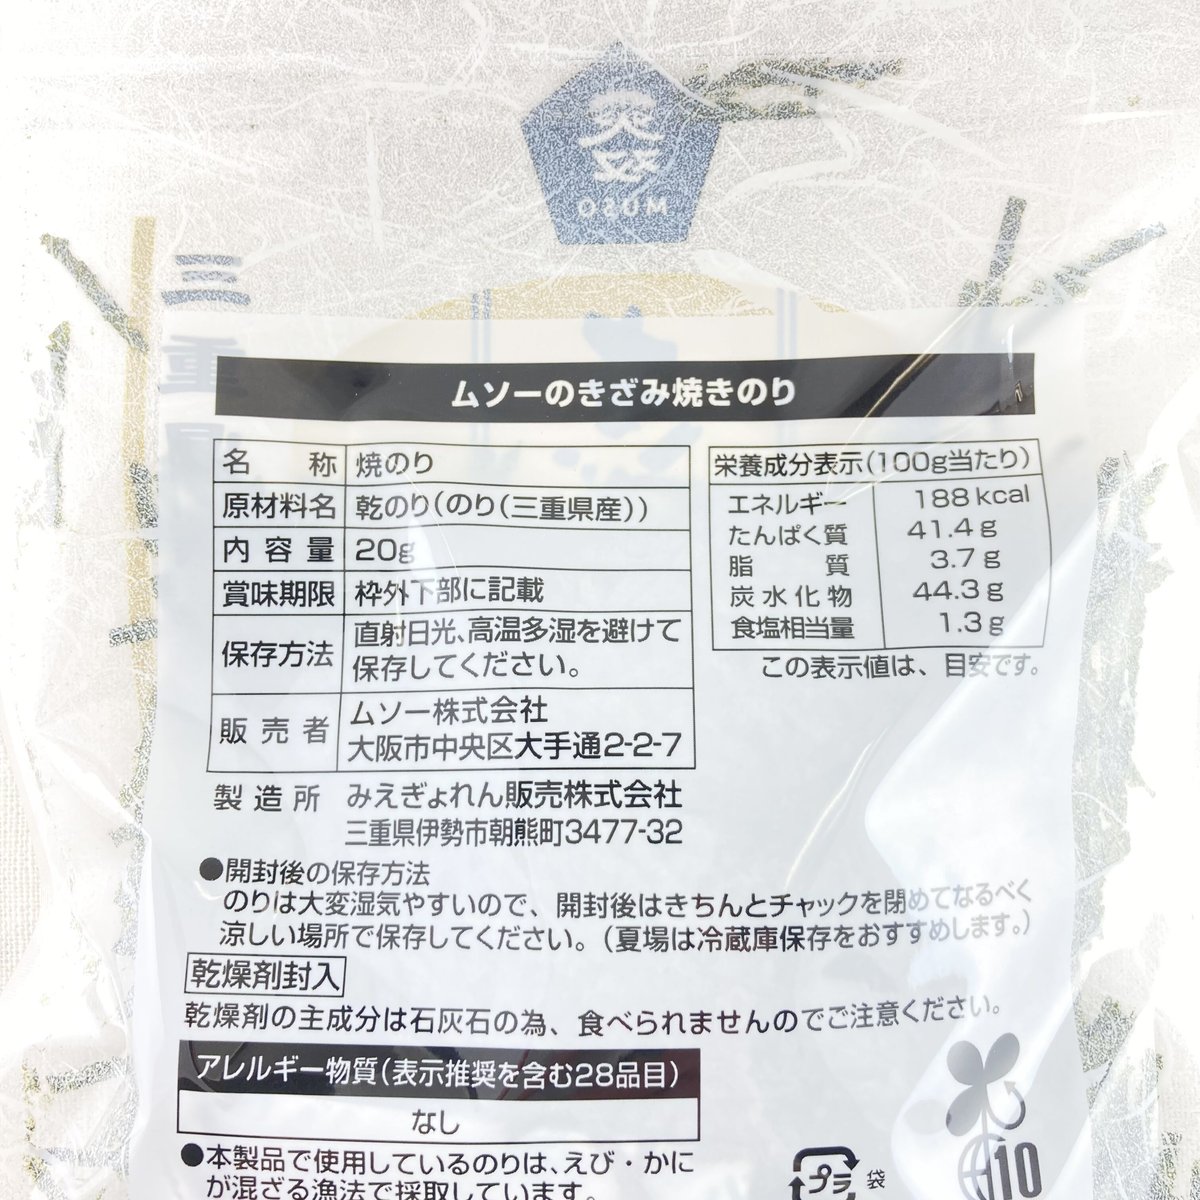 MUSO
三重県
ムソーのきざみ焼きのり
名称 焼のり
原材料名 乾のり(のり(三重県産))
内容量 20g
賞味期限 枠外下部に記載
保存方法 直射日光、高温多湿を避けて
保存してください。
販売者 ムソー株式会社
大阪市中央区大手通2-2-7
製造所 みえぎょれん販売株式会社
三重県伊勢市朝熊町3477-32
栄養成分表示(100g当たり)
エネルギー 188kcal
たんぱく質 41.4g
脂質 3.7g
炭水化物 44.3g
食塩相当量 1.3g
この表示値は、目安です。
●開封後の保存方法
のりは大変湿気やすいので、開封後はきちんとチャックを閉めてなるべく
涼しい場所で保存してください。(夏場は冷蔵庫保存をおすすめします。)
乾燥剤封入
乾燥剤の主成分は石灰石の為、食べられませんのでご注意ください。
アレルギー物質(表示推奨を含む28品目)
なし
●本製品で使用しているのりは、えび・かに
が混ざる漁法で採取しています。
プラ
袋
10